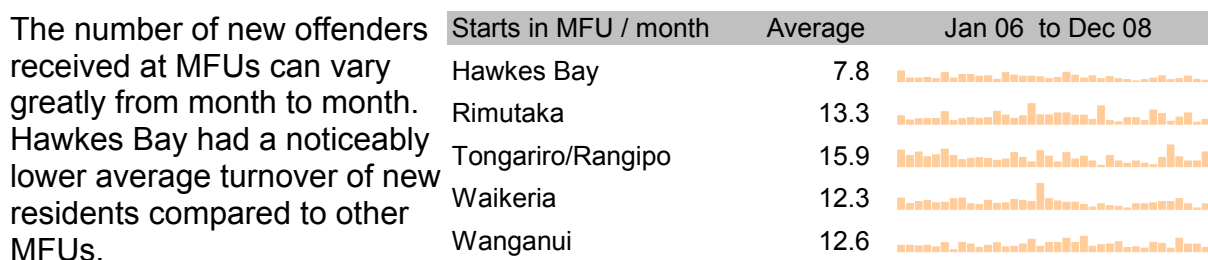 The number of new offenders
received at MFUs can vary
greatly from month to month.
Hawkes Bay had a noticeably
lower average turnover of new
residents compared to other
MFUs.
Starts in MFU / month Average Jan 06 to Dec 08
Hawkes Bay 7.8
Rimutaka 13.3
Tongariro/Rangipo 15.9
Waikeria 12.3
Wanganui 12.6